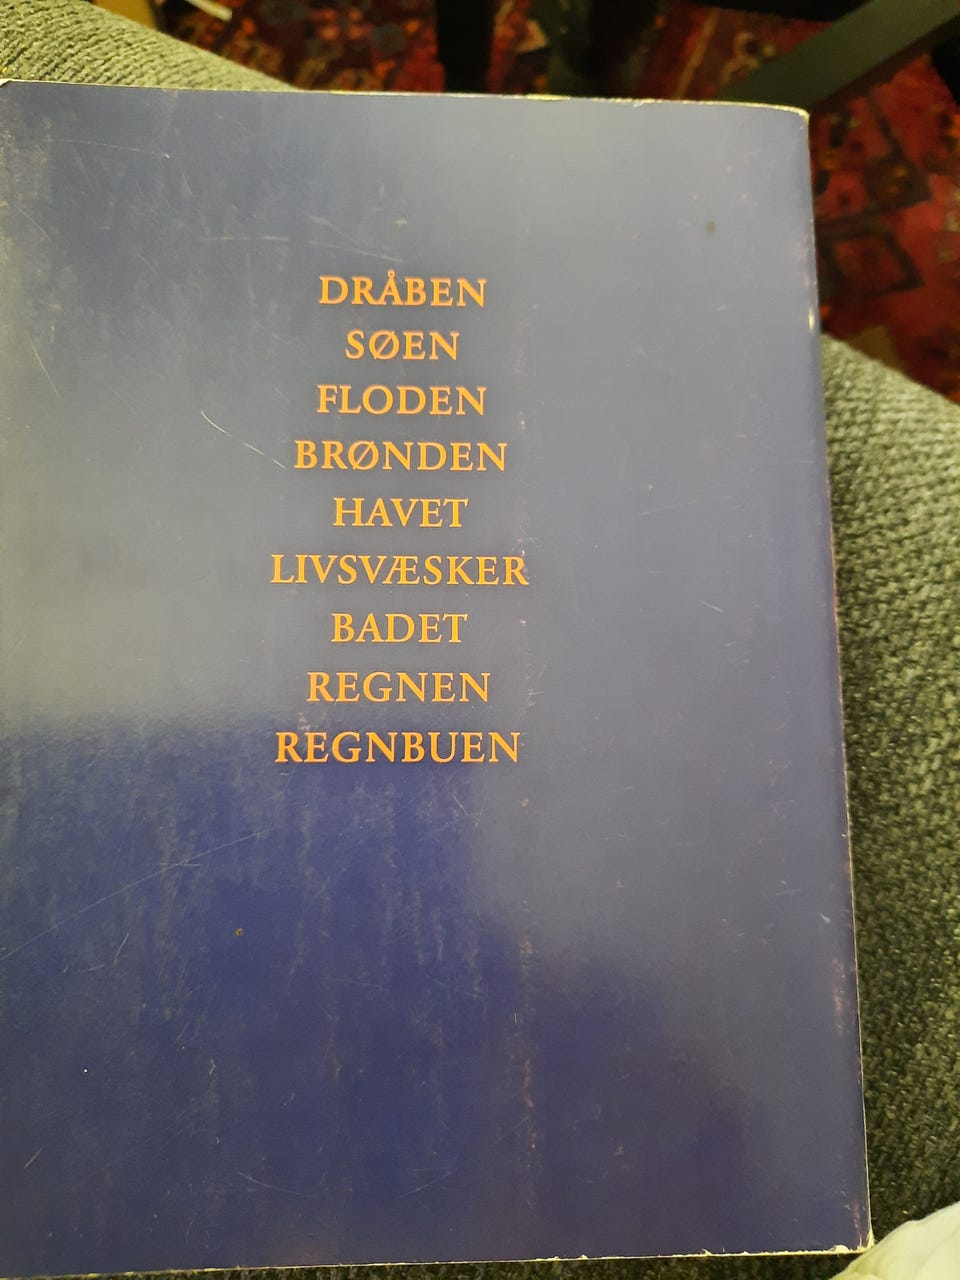 DRÅBEN
SØEN
FLODEN
BRØNDEN
HAVET
LIVSVÆSKER
BADET
REGNEN
REGNBUEN